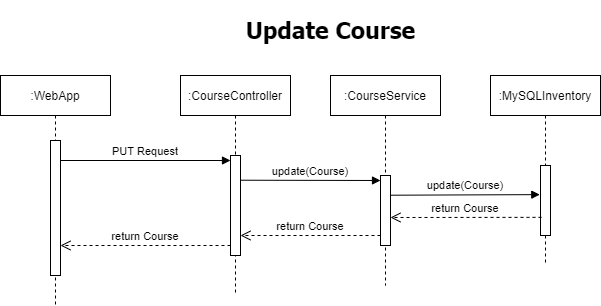 Update Course
:WebApp
:CourseController
:CourseService
:MySQLInventory
PUT Request
update(Course)
update(Course)
return Course
return Course
return Course